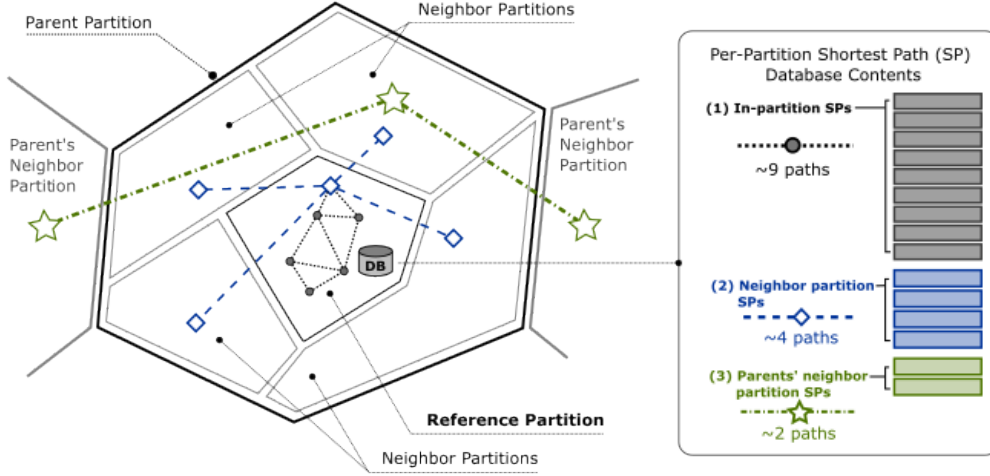 Parent Partition
Neighbor Partitions
Parent's
Neighbor
Partition
Parent's
Neighbor
Partition
DB
Reference Partition
Neighbor Partitions
Per-Partition Shortest Path (SP)
Database Contents
(1) In-partition SPs
~9 paths
(2) Neighbor partition
SPs
~4 paths
(3) Parents' neighbor
partition SPs
~2 paths